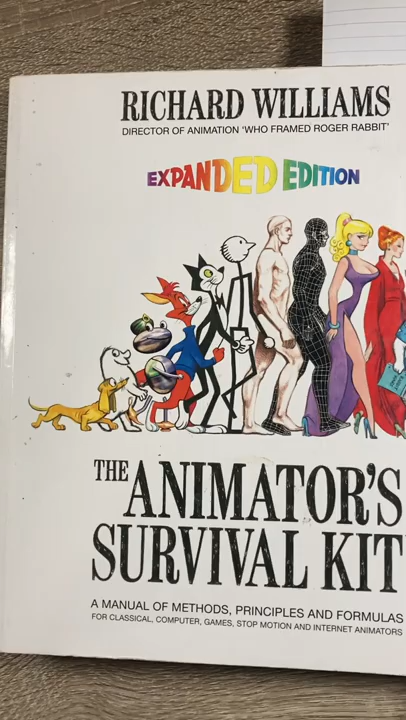 RICHARD WILLIAMS
DIRECTOR OF ANIMATION 'WHO FRAMED ROGER RABBIT'
EXPANDED EDITION
THE ANIMATOR'S
SURVIVAL KIT
A MANUAL OF METHODS, PRINCIPLES AND FORMULAS
FOR CLASSICAL, COMPUTER, GAMES, STOP MOTION AND INTERNET ANIMATORS